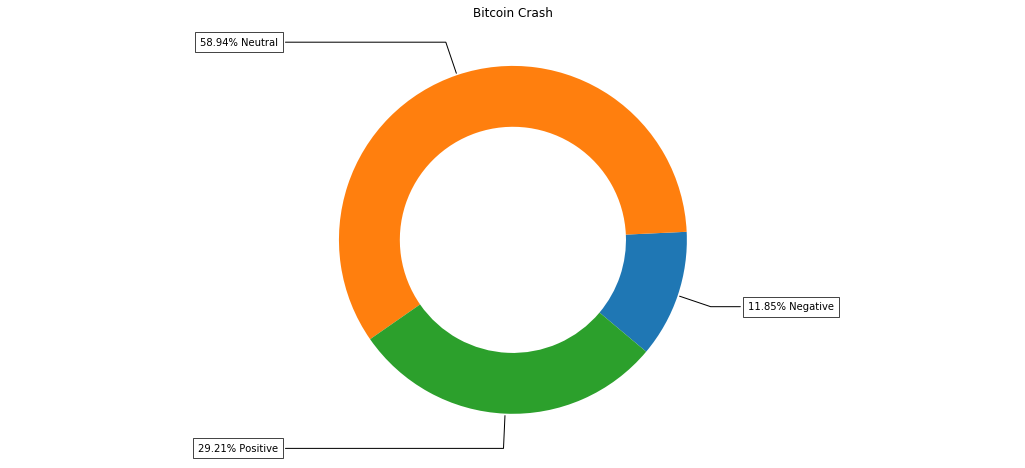 Bitcoin Crash
58.94% Neutral
11.85% Negative
29.21% Positive